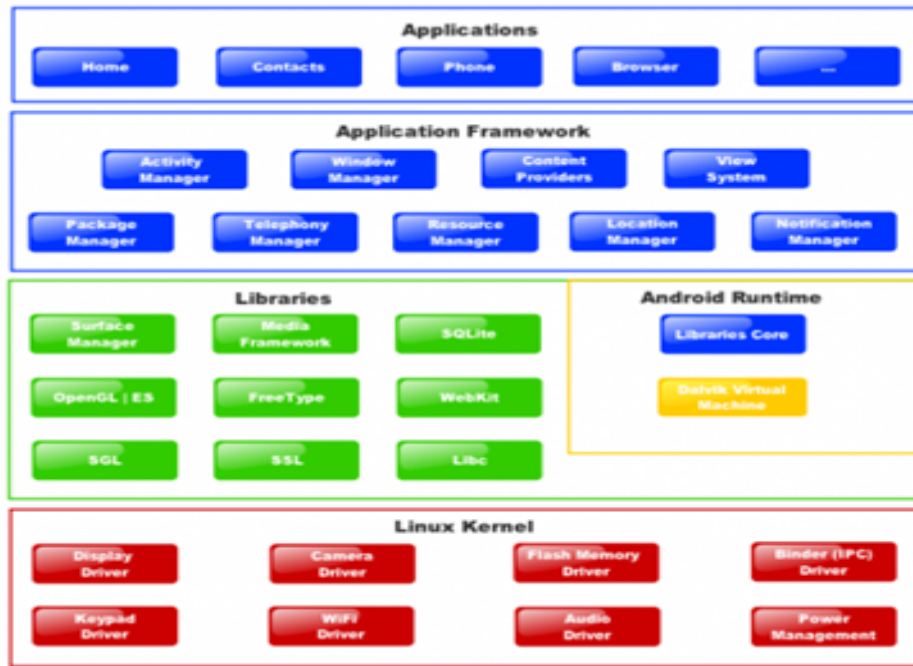 Applications
Home
Contacts
Phone
Browser
...
Application Framework
Activity
Manager
Window
Manager
Content
Providers
View
System
Package
Manager
Telephony
Manager
Resource
Manager
Location
Manager
Notification
Manager
Libraries
Android Runtime
Surface
Manager
Media
Framework
SQLite
Libraries Core
OpenGL | ES
FreeType
WebKit
Dalvik Virtual
Machine
SGL
SSL
Libc
Linux Kernel
Display
Driver
Camera
Driver
Flash Memory
Driver
Binder (IPC)
Driver
Keypad
Driver
WiFi
Driver
Audio
Driver
Power
Management